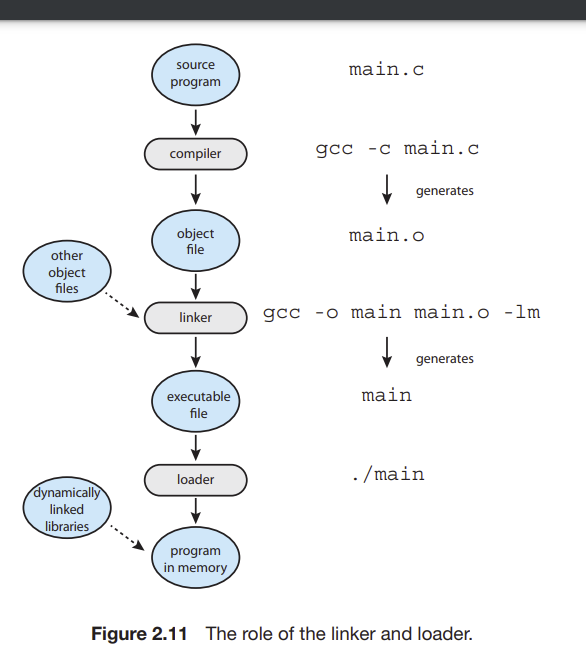 source
program
main.c
compiler
gcc -c main.c
generates
object
file
main.o
other
object
files
linker
gcc -o main main.o -lm
generates
executable
file
main
loader
./main
dynamically
linked
libraries
program
in memory
Figure 2.11 The role of the linker and loader.